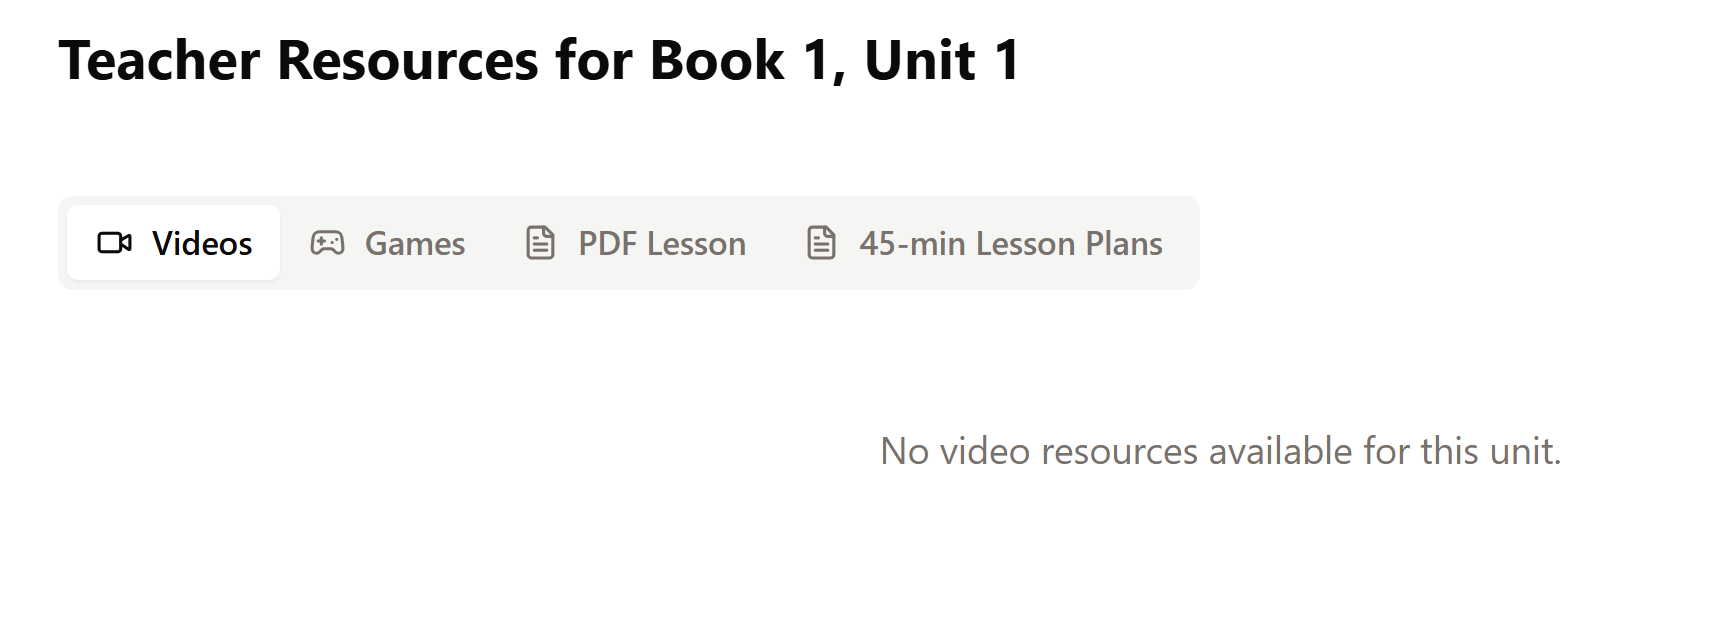 Teacher Resources for Book 1, Unit 1
Videos Games PDF Lesson 45-min Lesson Plans
No video resources available for this unit.